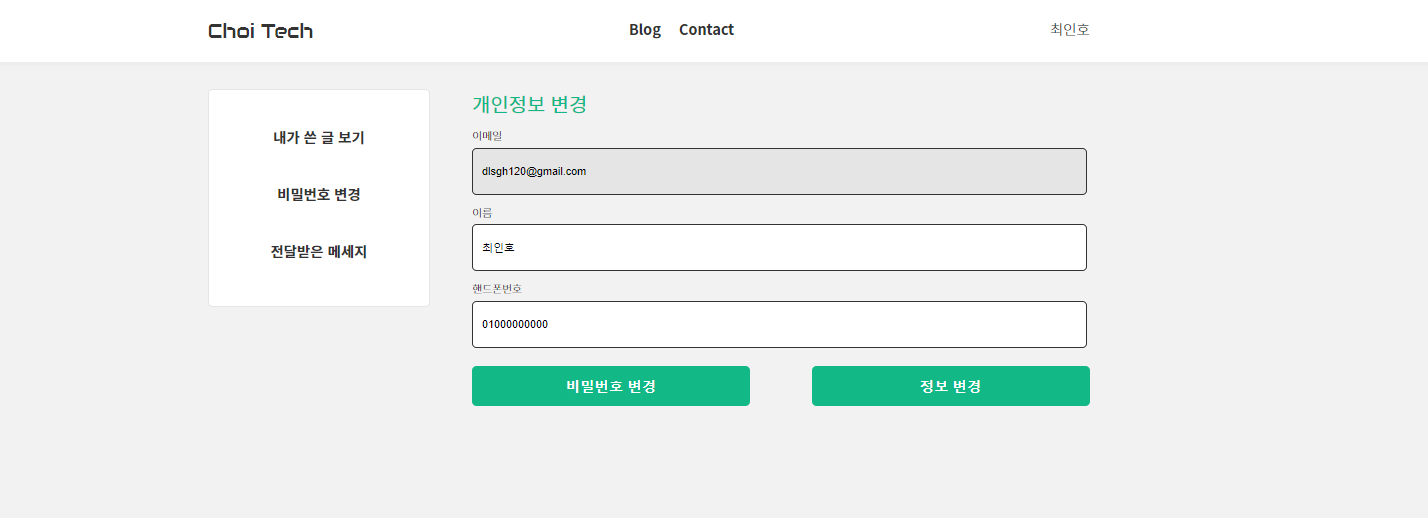 Choi Tech
Blog Contact
최인호
내가 쓴 글 보기
비밀번호 변경
전달받은 메세지
개인정보 변경
이메일
dlsgh120@gmail.com
이름
최인호
핸드폰번호
01000000000
비밀번호 변경
정보 변경